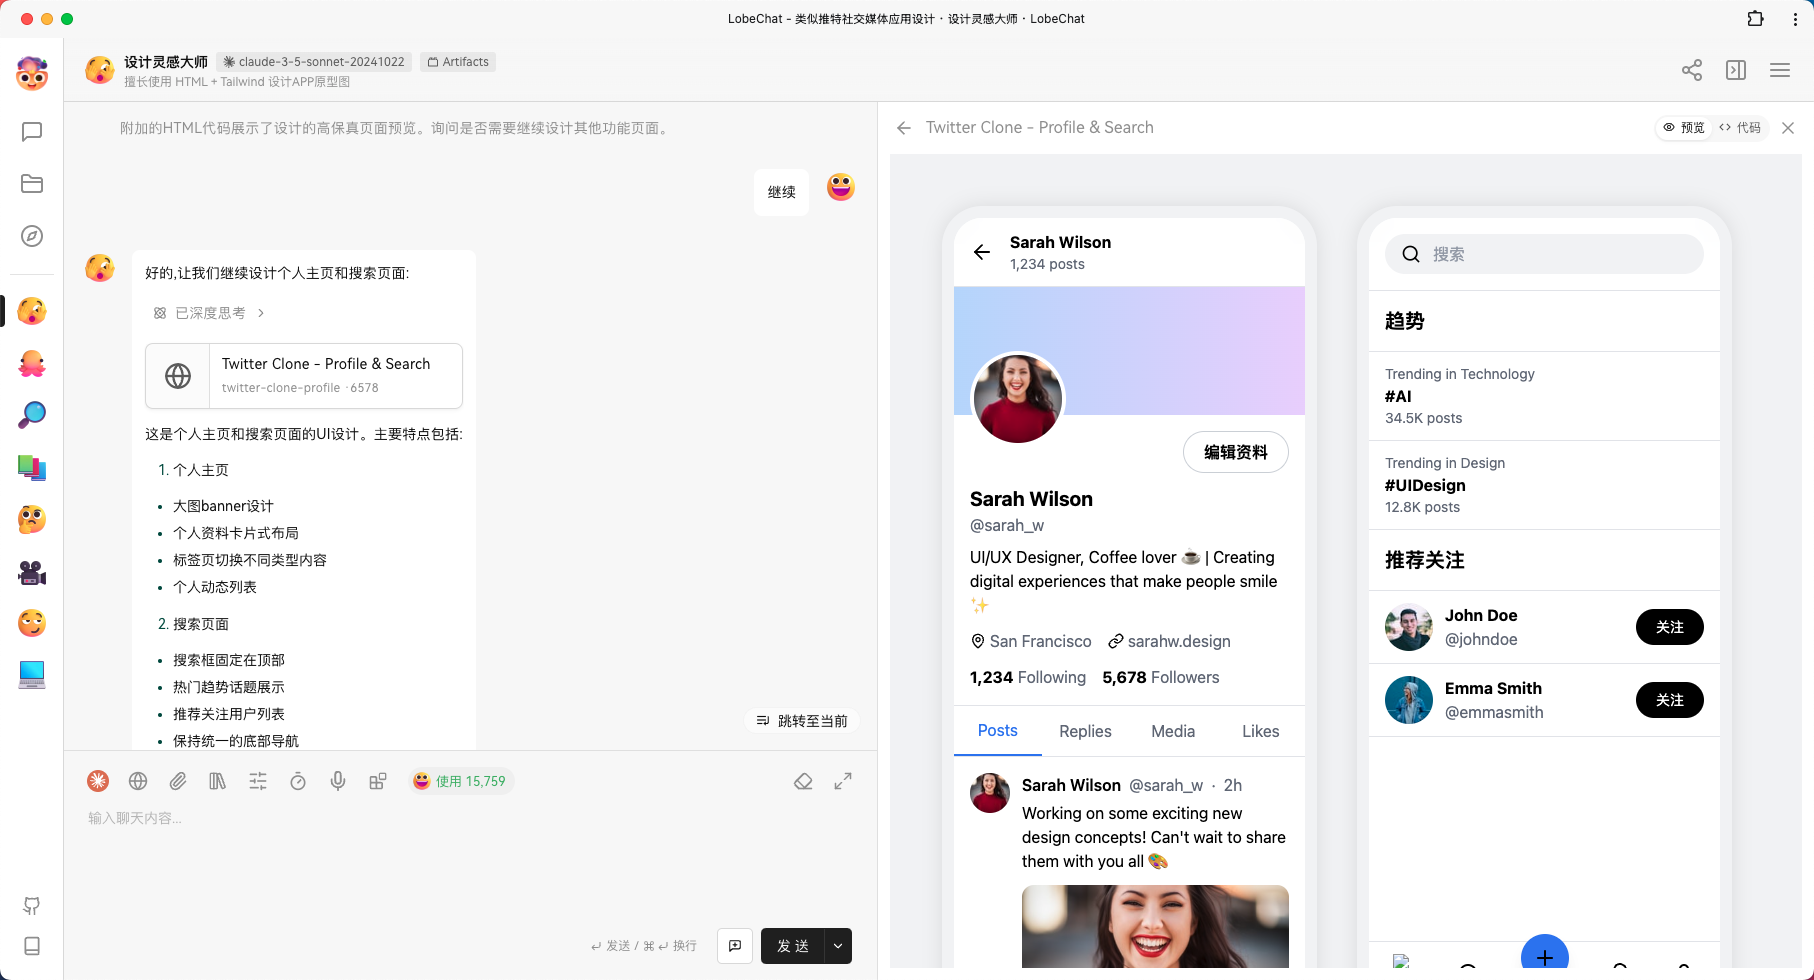 LobeChat - 类似推特社交媒体应用设计 · 设计灵感大师 · LobeChat
设计灵感大师
claude-3-5-sonnet-20241022
Artifacts
擅长使用 HTML + Tailwind 设计APP原型图
附加的HTML代码展示了设计的高保真页面预览。询问是否需要继续设计其他功能页面。
继续
好的,让我们继续设计个人主页和搜索页面:
已深度思考
Twitter Clone - Profile & Search
twitter-clone-profile · 6578
这是个人主页和搜索页面的UI设计。主要特点包括:
1. 个人主页
• 大图banner设计
• 个人资料卡片式布局
• 标签页切换不同类型内容
• 个人动态列表
2. 搜索页面
• 搜索框固定在顶部
• 热门趋势话题展示
• 推荐关注用户列表
• 保持统一的底部导航
跳转至当前
使用 15,759
输入聊天内容...
↵ 发送 / ⌘ ↵ 换行
发 送
Twitter Clone - Profile & Search
预览
代码
Sarah Wilson
1,234 posts
编辑资料
Sarah Wilson
@sarah_w
UI/UX Designer, Coffee lover ☕ | Creating
digital experiences that make people smile
✨
San Francisco
sarahw.design
1,234 Following 5,678 Followers
Posts
Replies
Media
Likes
Sarah Wilson @sarah_w · 2h
Working on some exciting new
design concepts! Can't wait to share
them with you all 🎨
搜索
趋势
Trending in Technology
#AI
34.5K posts
Trending in Design
#UIDesign
12.8K posts
推荐关注
John Doe
@johndoe
关注
Emma Smith
@emmasmith
关注